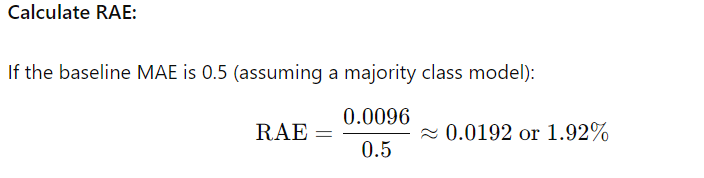 Calculate RAE:
If the baseline MAE is 0.5 (assuming a majority class model):
RAE = 0.0096 / 0.5 ≈ 0.0192 or 1.92%